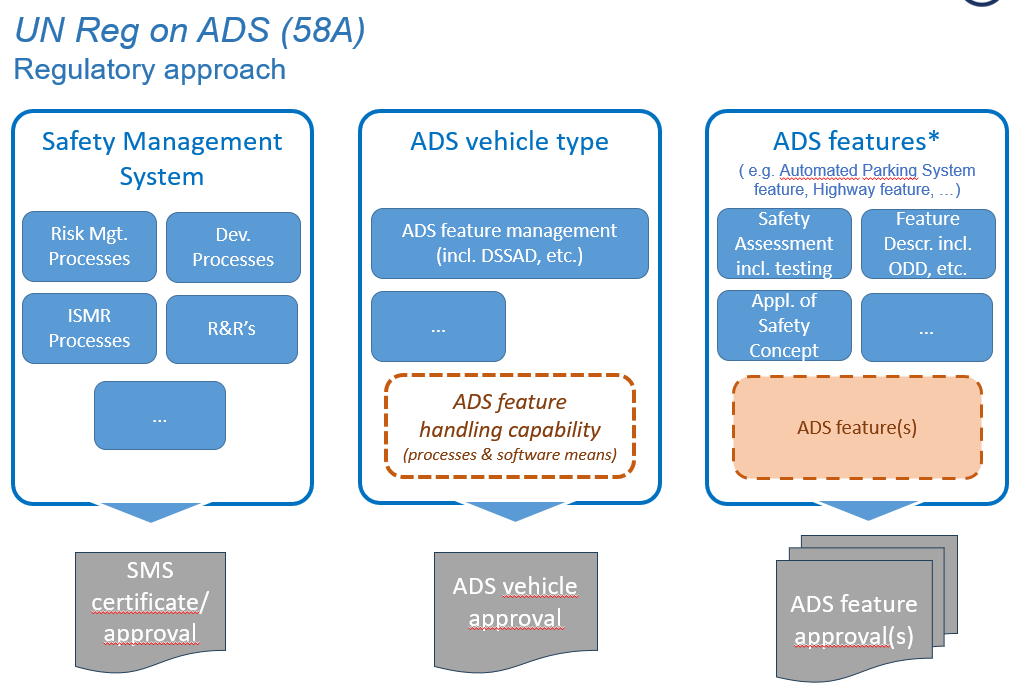 UN Reg on ADS (58A)
Regulatory approach
Safety Management
System
Risk Mgt.
Processes
Dev.
Processes
ISMR
Processes
R&R’s
...
SMS
certificate/
approval
ADS vehicle type
ADS feature management
(incl. DSSAD, etc.)
...
ADS feature
handling capability
(processes & software means)
ADS vehicle
approval
ADS features*
( e.g. Automated Parking System
feature, Highway feature, …)
Safety
Assessment
incl. testing
Feature
Descr. incl.
ODD, etc.
Appl. of
Safety
Concept
...
ADS feature(s)
ADS feature
approval(s)